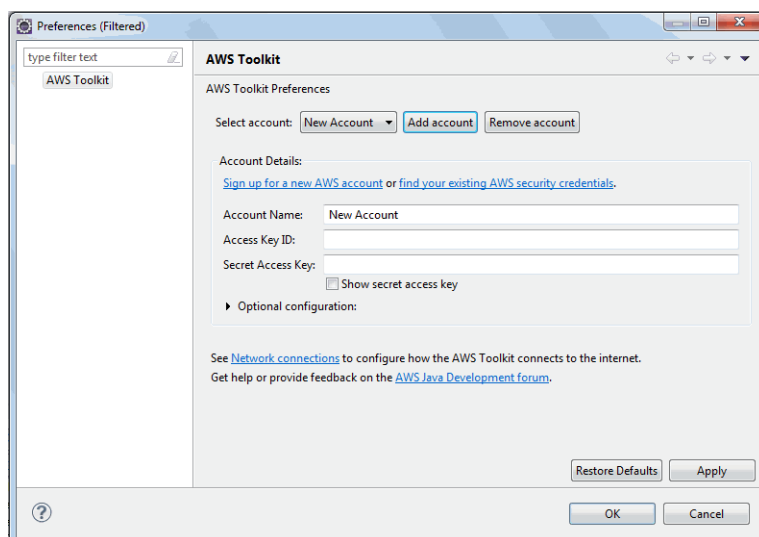 Preferences (Filtered)
type filter text
AWS Toolkit
AWS Toolkit
AWS Toolkit Preferences
Select account: New Account Add account Remove account
Account Details:
Sign up for a new AWS account or find your existing AWS security credentials.
Account Name: New Account
Access Key ID:
Secret Access Key:
Show secret access key
Optional configuration:
See Network connections to configure how the AWS Toolkit connects to the internet.
Get help or provide feedback on the AWS Java Development forum.
Restore Defaults Apply
OK Cancel